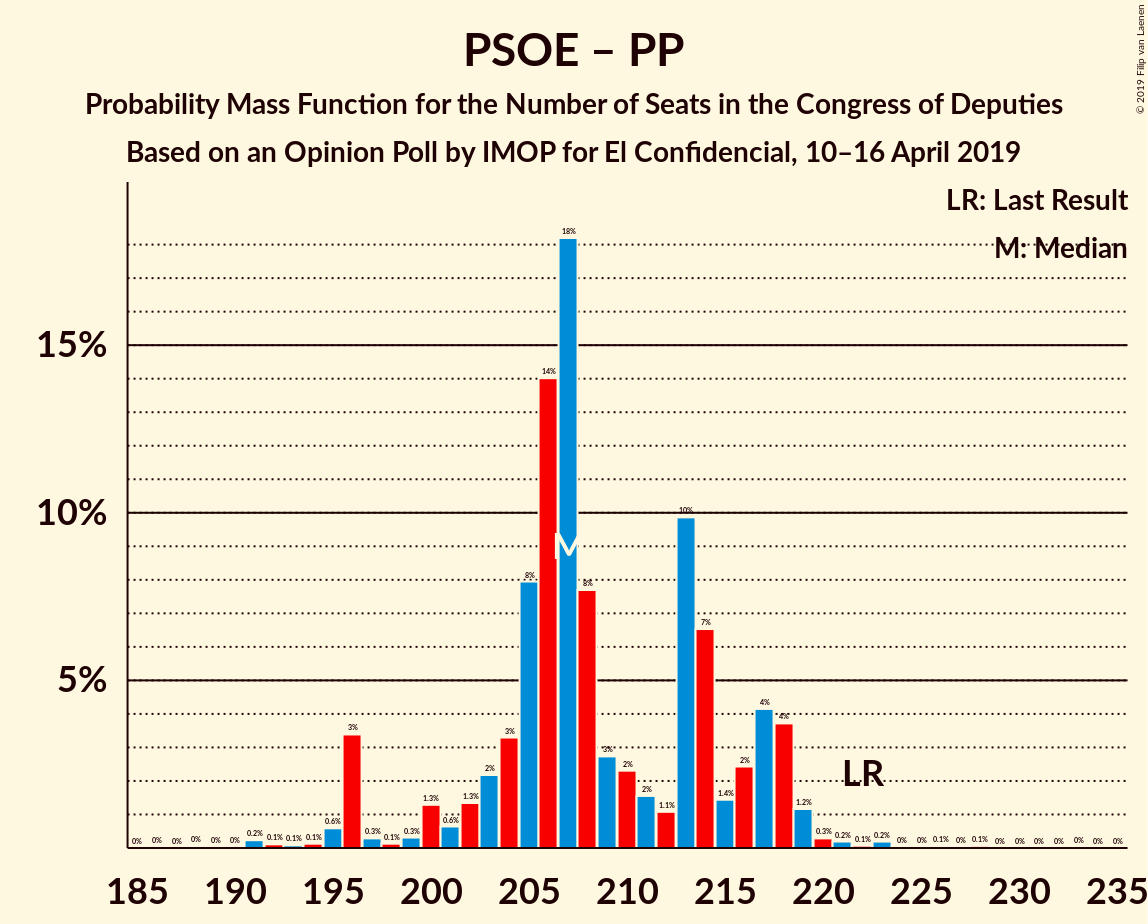 PSOE – PP
Probability Mass Function for the Number of Seats in the Congress of Deputies
Based on an Opinion Poll by IMOP for El Confidencial, 10–16 April 2019
© 2019 Filip van Laenen
LR: Last Result
M: Median
15%
10%
5%
0% 0% 0% 0% 0% 0% 0.2% 0.1% 0.1% 0.1% 0.6% 3% 0.3% 0.1% 0.3% 1.3% 0.6% 1.3% 2% 3% 8% 14% 18% 8% 3% 2% 2% 1.1% 10% 7% 1.4% 2% 4% 4% 1.2% 0.3% 0.2% 0.1% 0.2% 0% 0% 0.1% 0% 0.1% 0% 0% 0% 0% 0% 0% 0%
M
LR
185 190 195 200 205 210 215 220 225 230 235